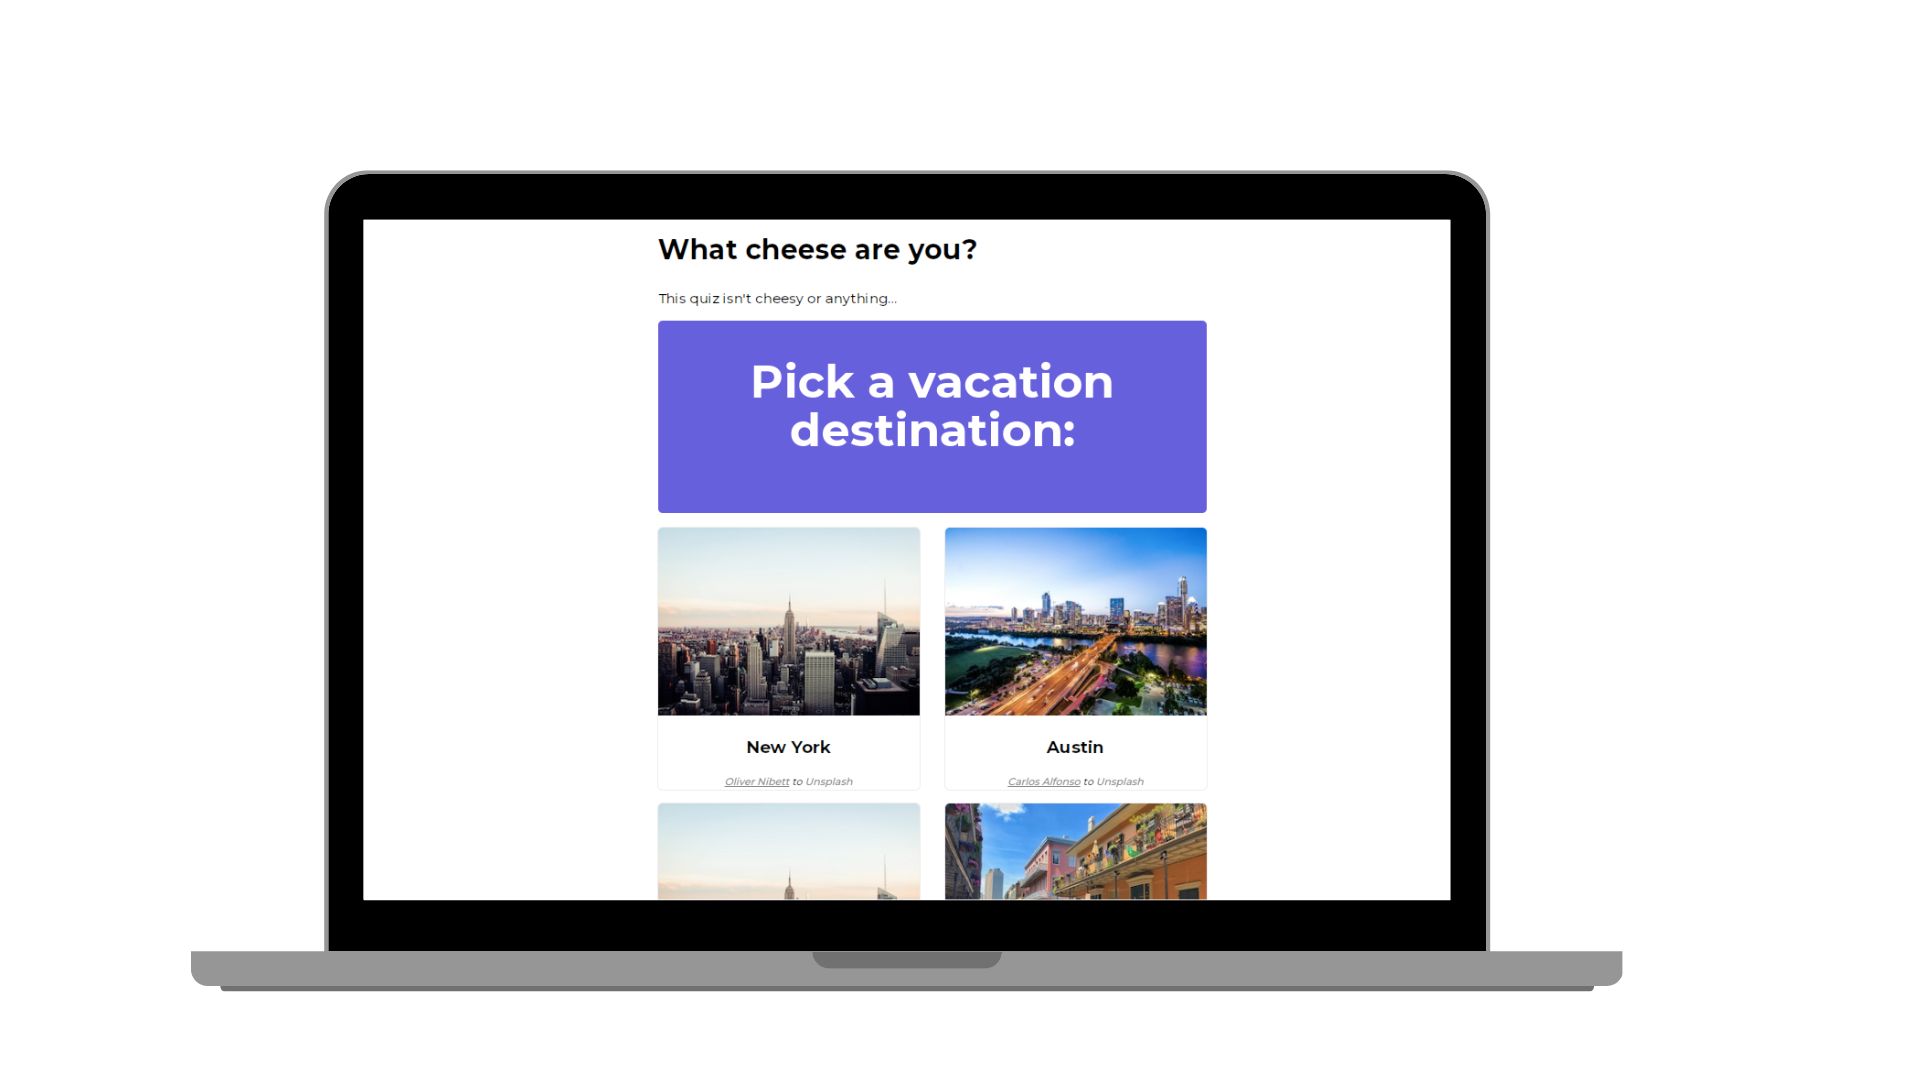 What cheese are you?
This quiz isn't cheesy or anything...
Pick a vacation
destination:
New York
Austin
Oliver Nibett to Unsplash
Carlos Alfonso to Unsplash